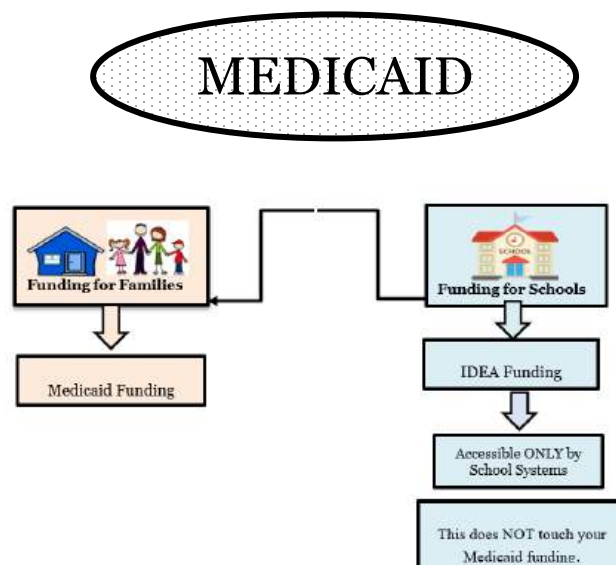 MEDICAID
Funding for Families
Medicaid Funding
SCHOOL
Funding for Schools
IDEA Funding
Accessible ONLY by
School Systems
This does NOT touch your
Medicaid funding.